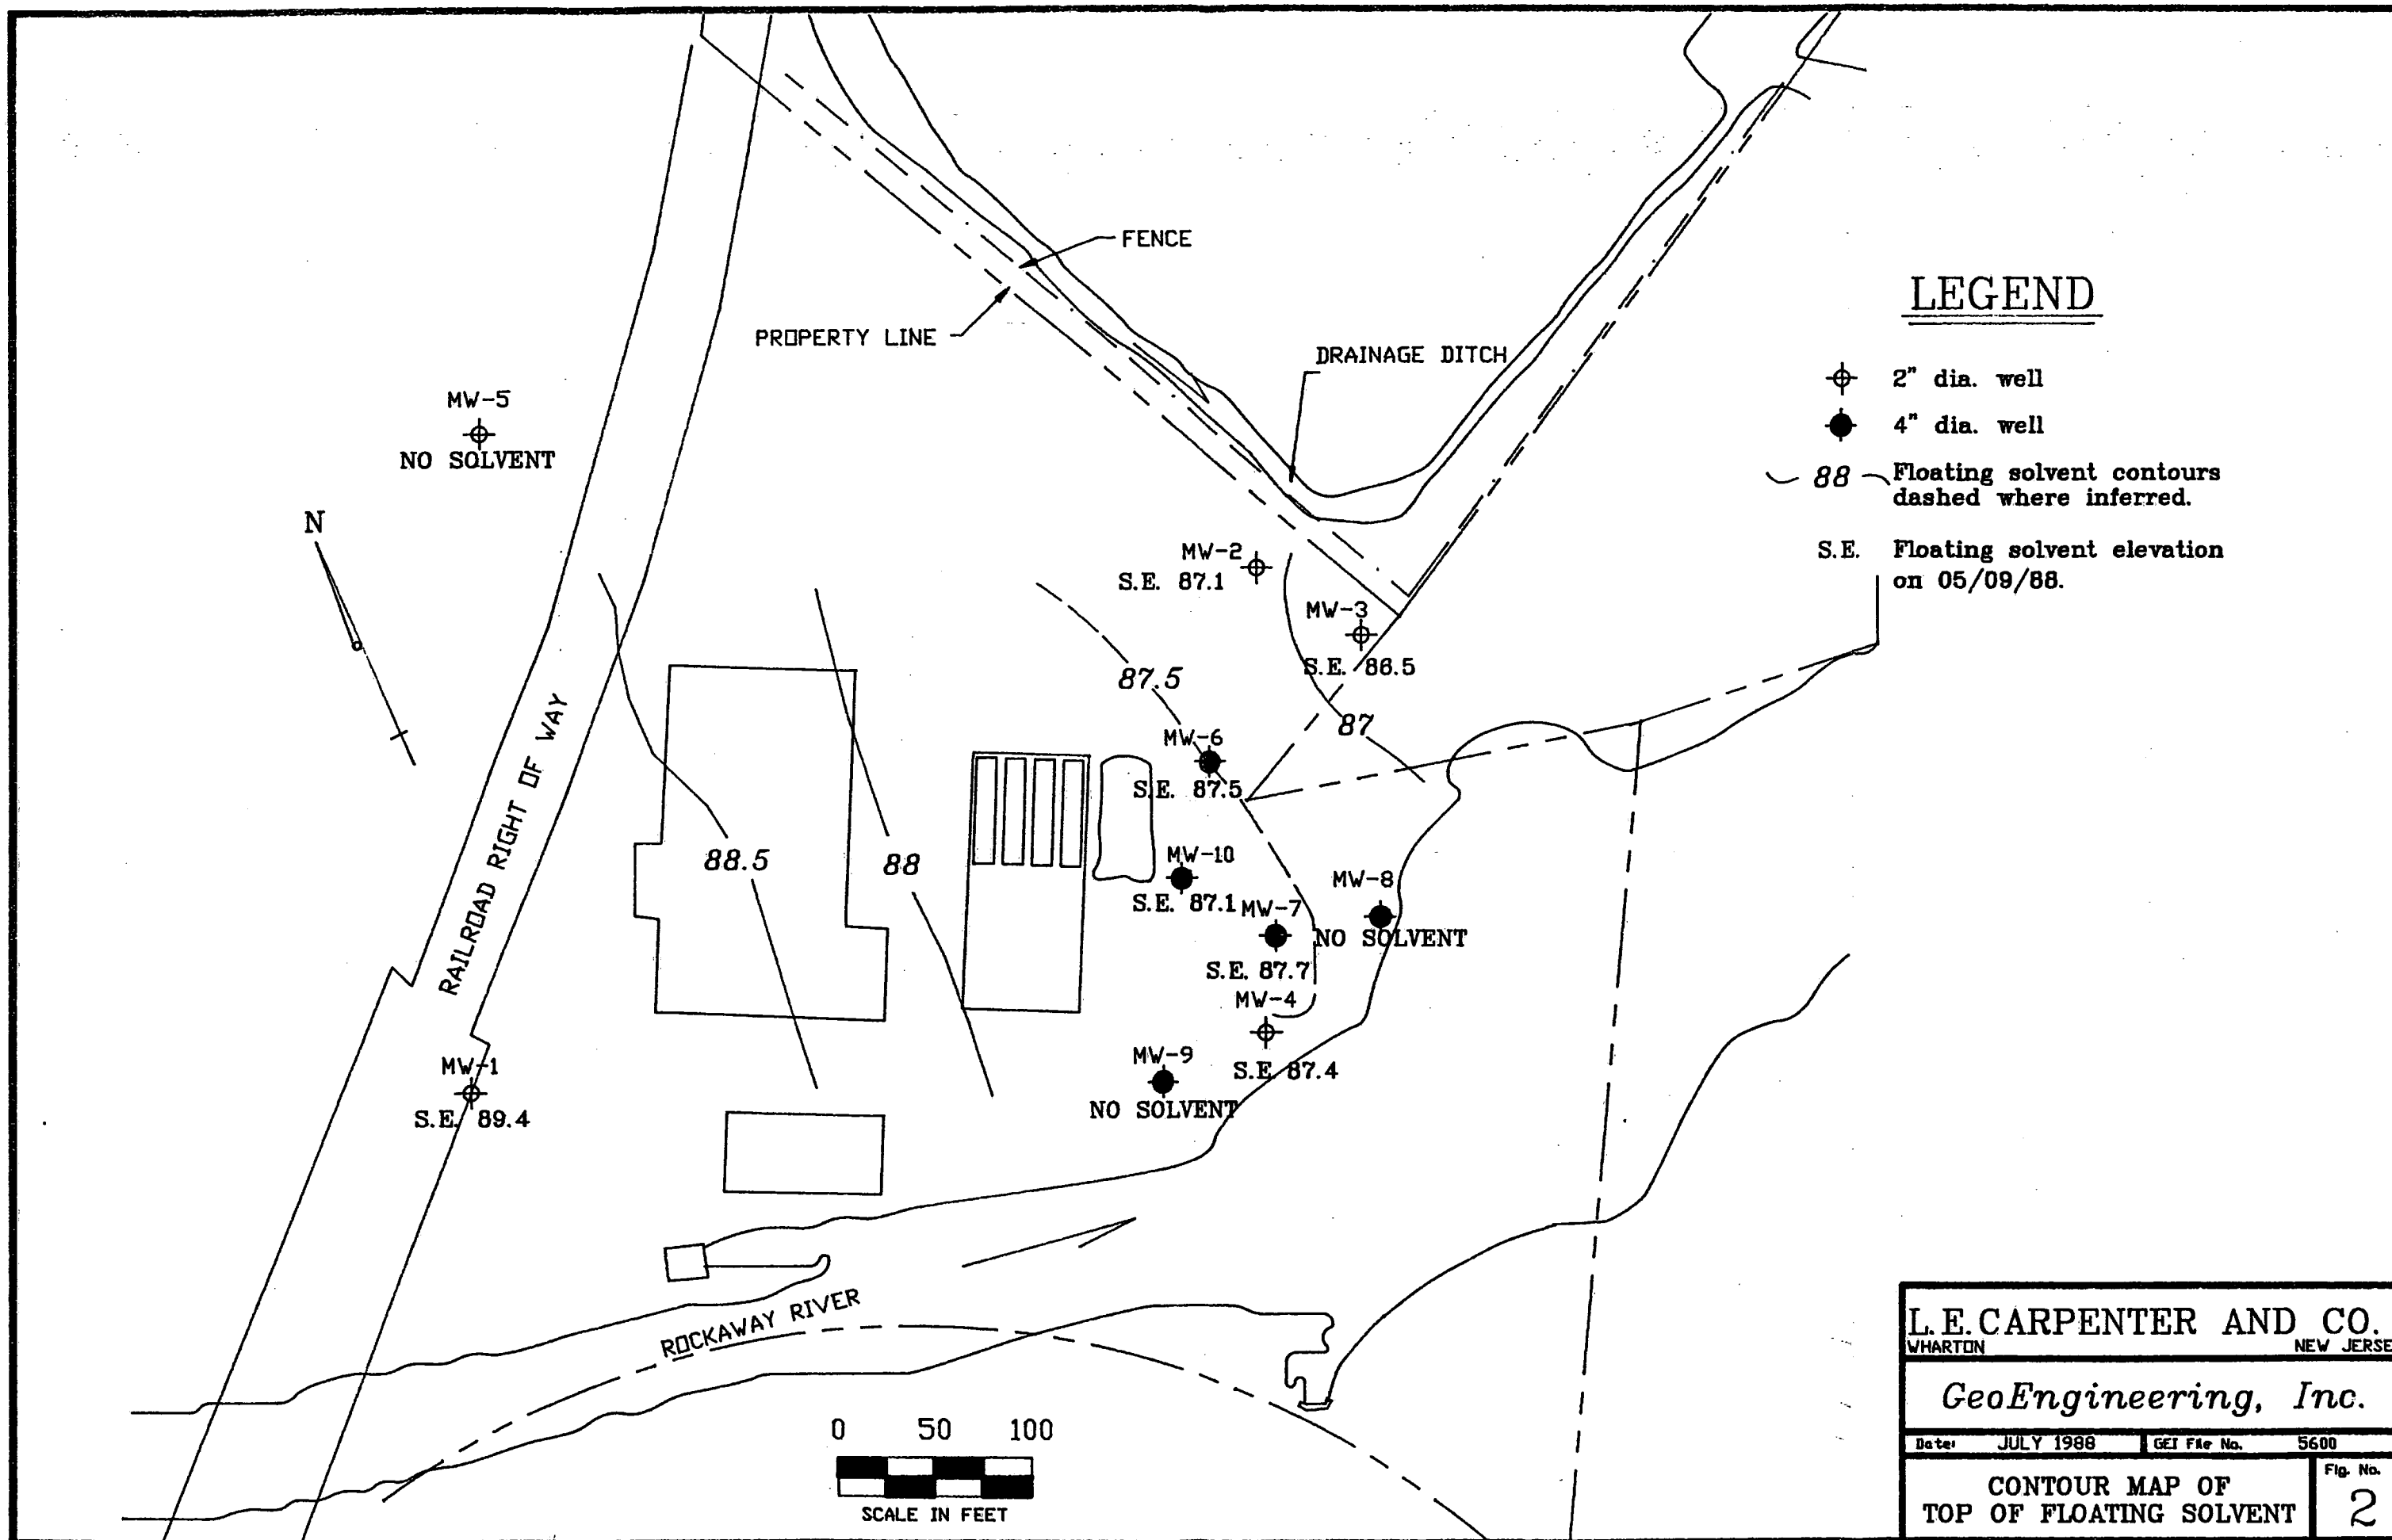 FENCE
PROPERTY LINE
DRAINAGE DITCH
LEGEND
2" dia. well
4" dia. well
88 Floating solvent contours
dashed where inferred.
S.E. Floating solvent elevation
on 05/09/88.
MW-5
NO SOLVENT
N
MW-2
S.E. 87.1
MW-3
S.E. 86.5
87.5
87
RAILROAD RIGHT OF WAY
MW-6
S.E. 87.5
88.5
88
MW-10
S.E. 87.1
MW-7
S.E. 87.7
MW-8
NO SOLVENT
MW-4
S.E. 87.4
MW-9
NO SOLVENT
MW-1
S.E. 89.4
ROCKAWAY RIVER
0 50 100
SCALE IN FEET
L.E.CARPENTER AND CO.
WHARTON NEW JERSE
GeoEngineering, Inc.
Date: JULY 1988 GEI File No. 5600
CONTOUR MAP OF
TOP OF FLOATING SOLVENT
Fig. No.
2